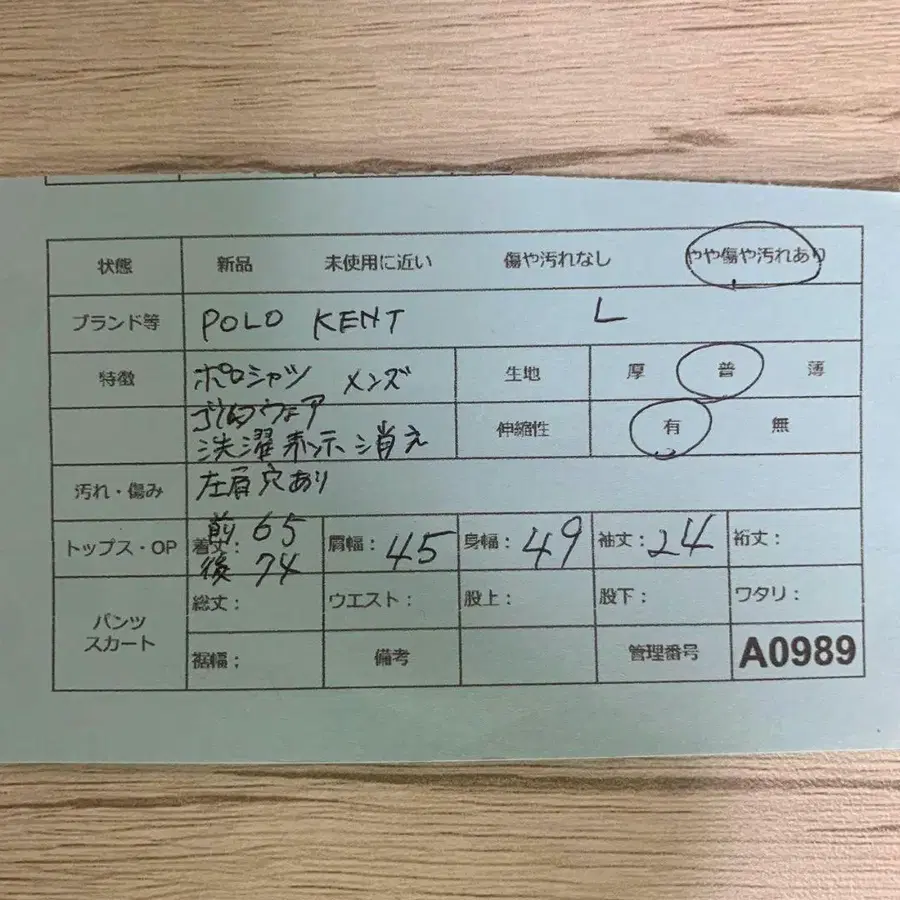 状態 新品 未使用に近い 傷や汚れなし やや傷や汚れあり
ブランド等 POLO KENT L
特徴 ポロシャツ メンズ 生地 厚 普 薄
ゴルフウェア
洗濯表示消え 伸縮性 有 無
汚れ・傷み 左肩穴あり
トップス・OP 着丈: 前 65 後 74 肩幅: 45 身幅: 49 袖丈: 24 裄丈:
パンツ スカート 総丈: ウエスト: 股上: 股下: ワタリ:
裾幅; 備考 管理番号 A0989